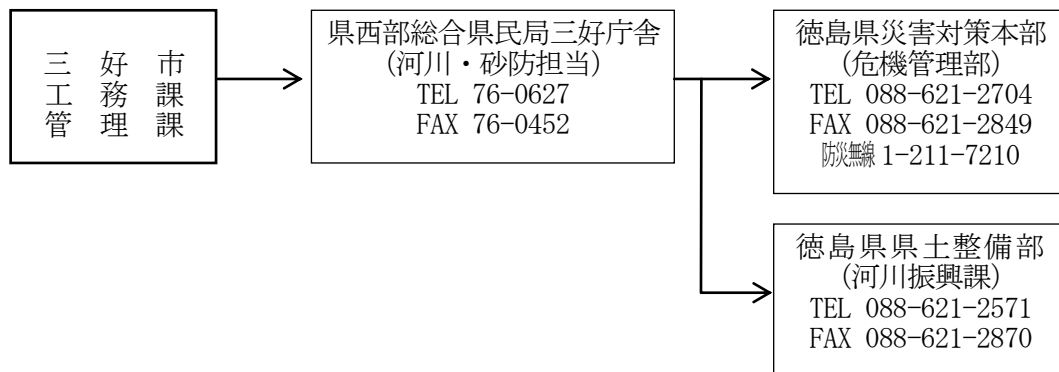 三好市
工務課
管理課
県西部総合県民局三好庁舎
(河川・砂防担当)
TEL 76-0627
FAX 76-0452
徳島県災害対策本部
(危機管理部)
TEL 088-621-2704
FAX 088-621-2849
防災無線 1-211-7210
徳島県県土整備部
(河川振興課)
TEL 088-621-2571
FAX 088-621-2870